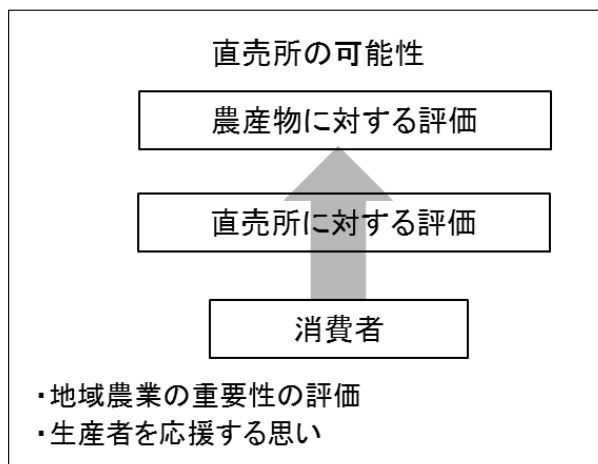 直売所の可能性
農産物に対する評価
直売所に対する評価
消費者
・地域農業の重要性の評価
・生産者を応援する思い